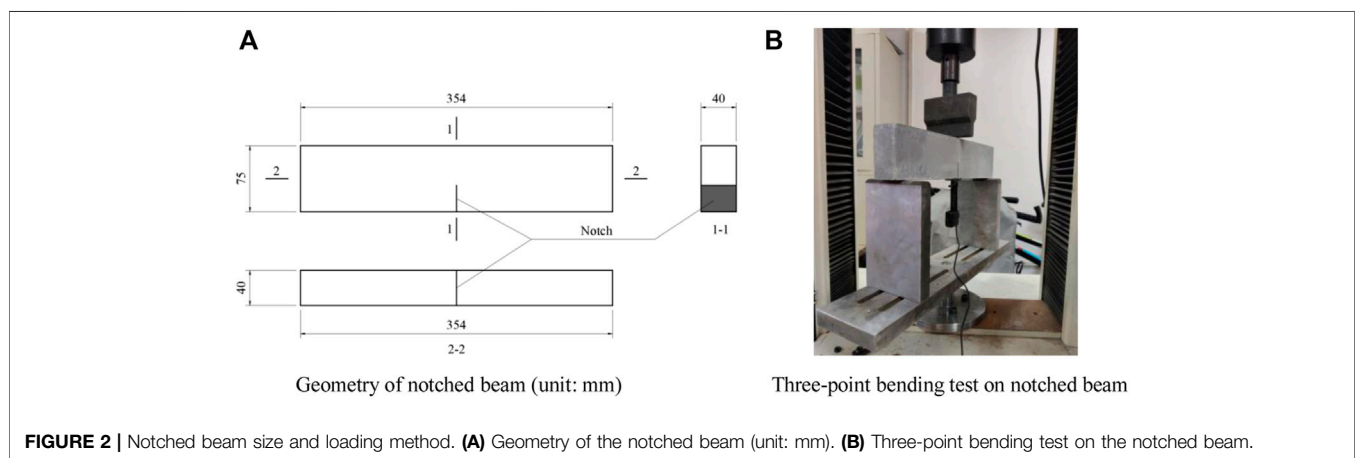 A
B
354
40
1
75
2
2
1
Notch
1-1
40
354
2-2
Geometry of notched beam (unit: mm)
Three-point bending test on notched beam
FIGURE 2 | Notched beam size and loading method. (A) Geometry of the notched beam (unit: mm). (B) Three-point bending test on the notched beam.